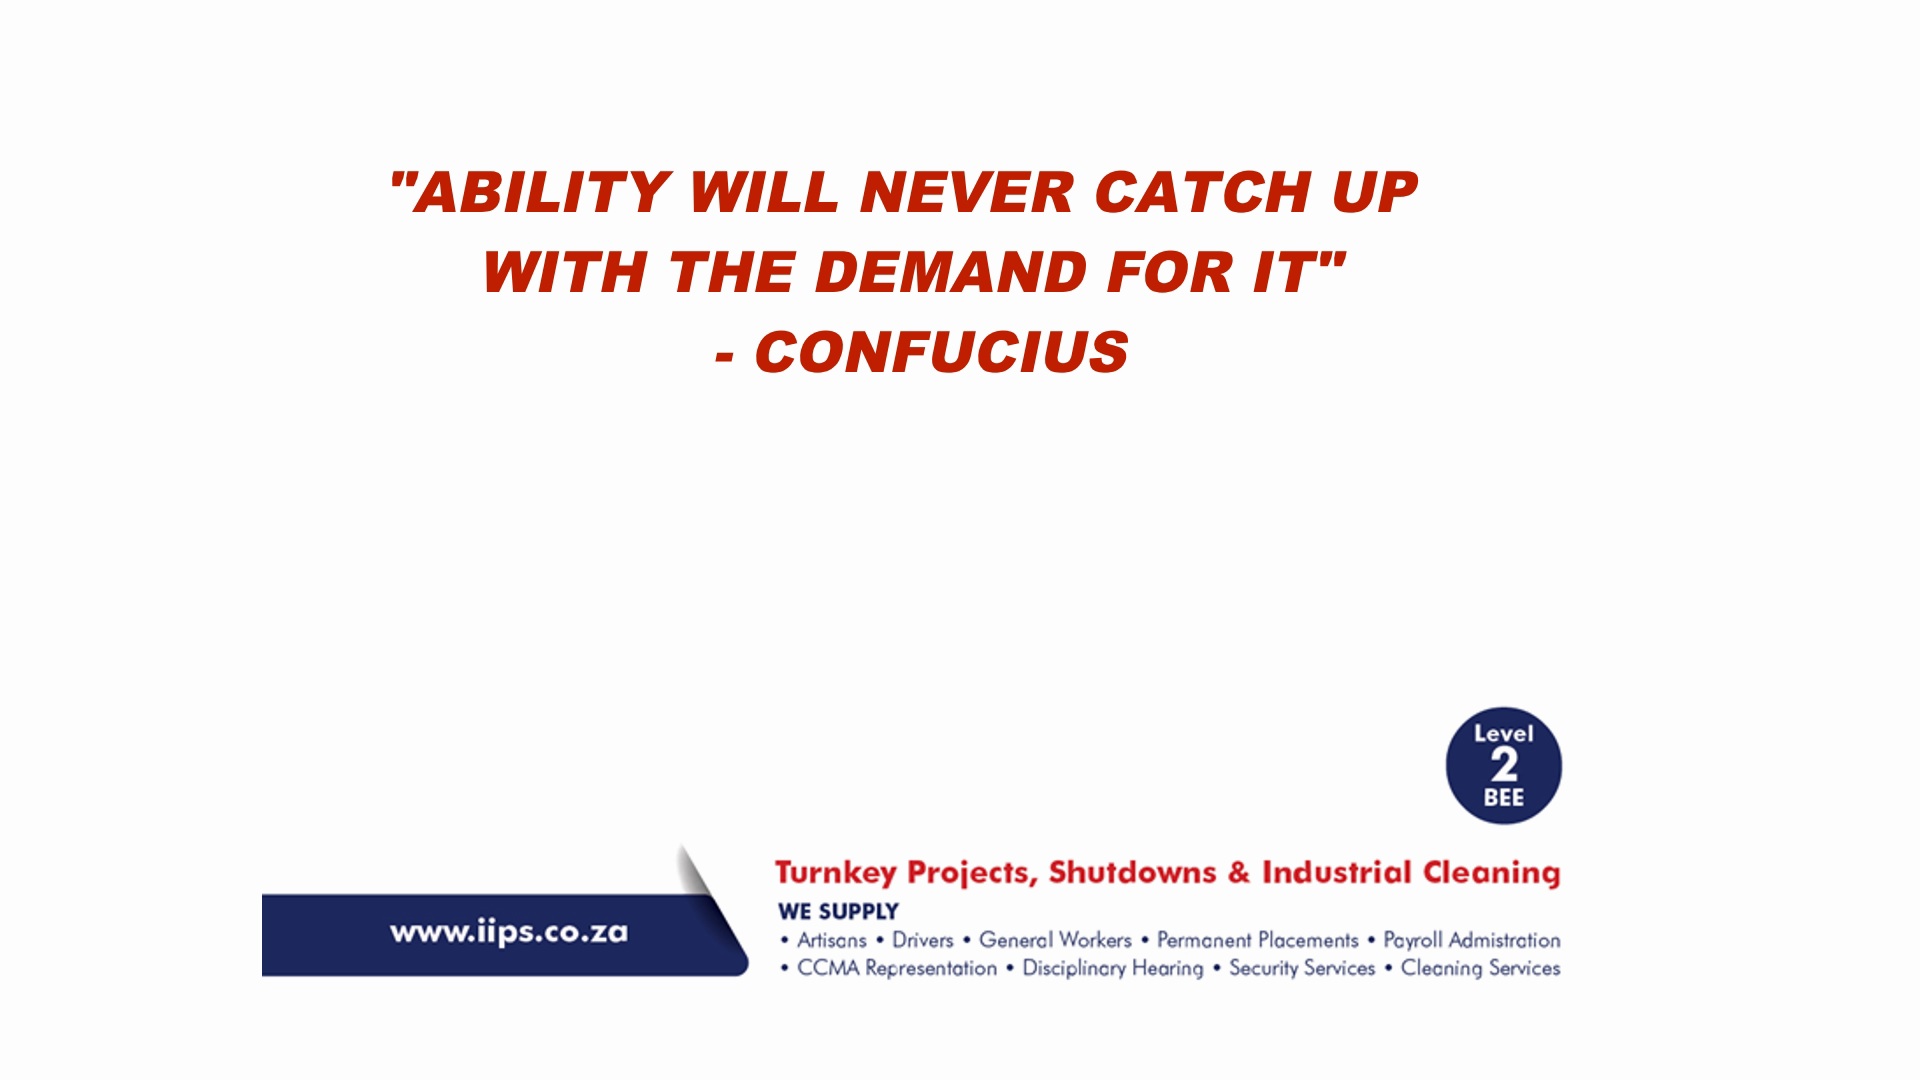 "ABILITY WILL NEVER CATCH UP
WITH THE DEMAND FOR IT"
- CONFUCIUS
Level
2
BEE
Turnkey Projects, Shutdowns & Industrial Cleaning
WE SUPPLY
• Artisans • Drivers • General Workers • Permanent Placements • Payroll Admistration
• CCMA Representation • Disciplinary Hearing • Security Services • Cleaning Services
www.iips.co.za